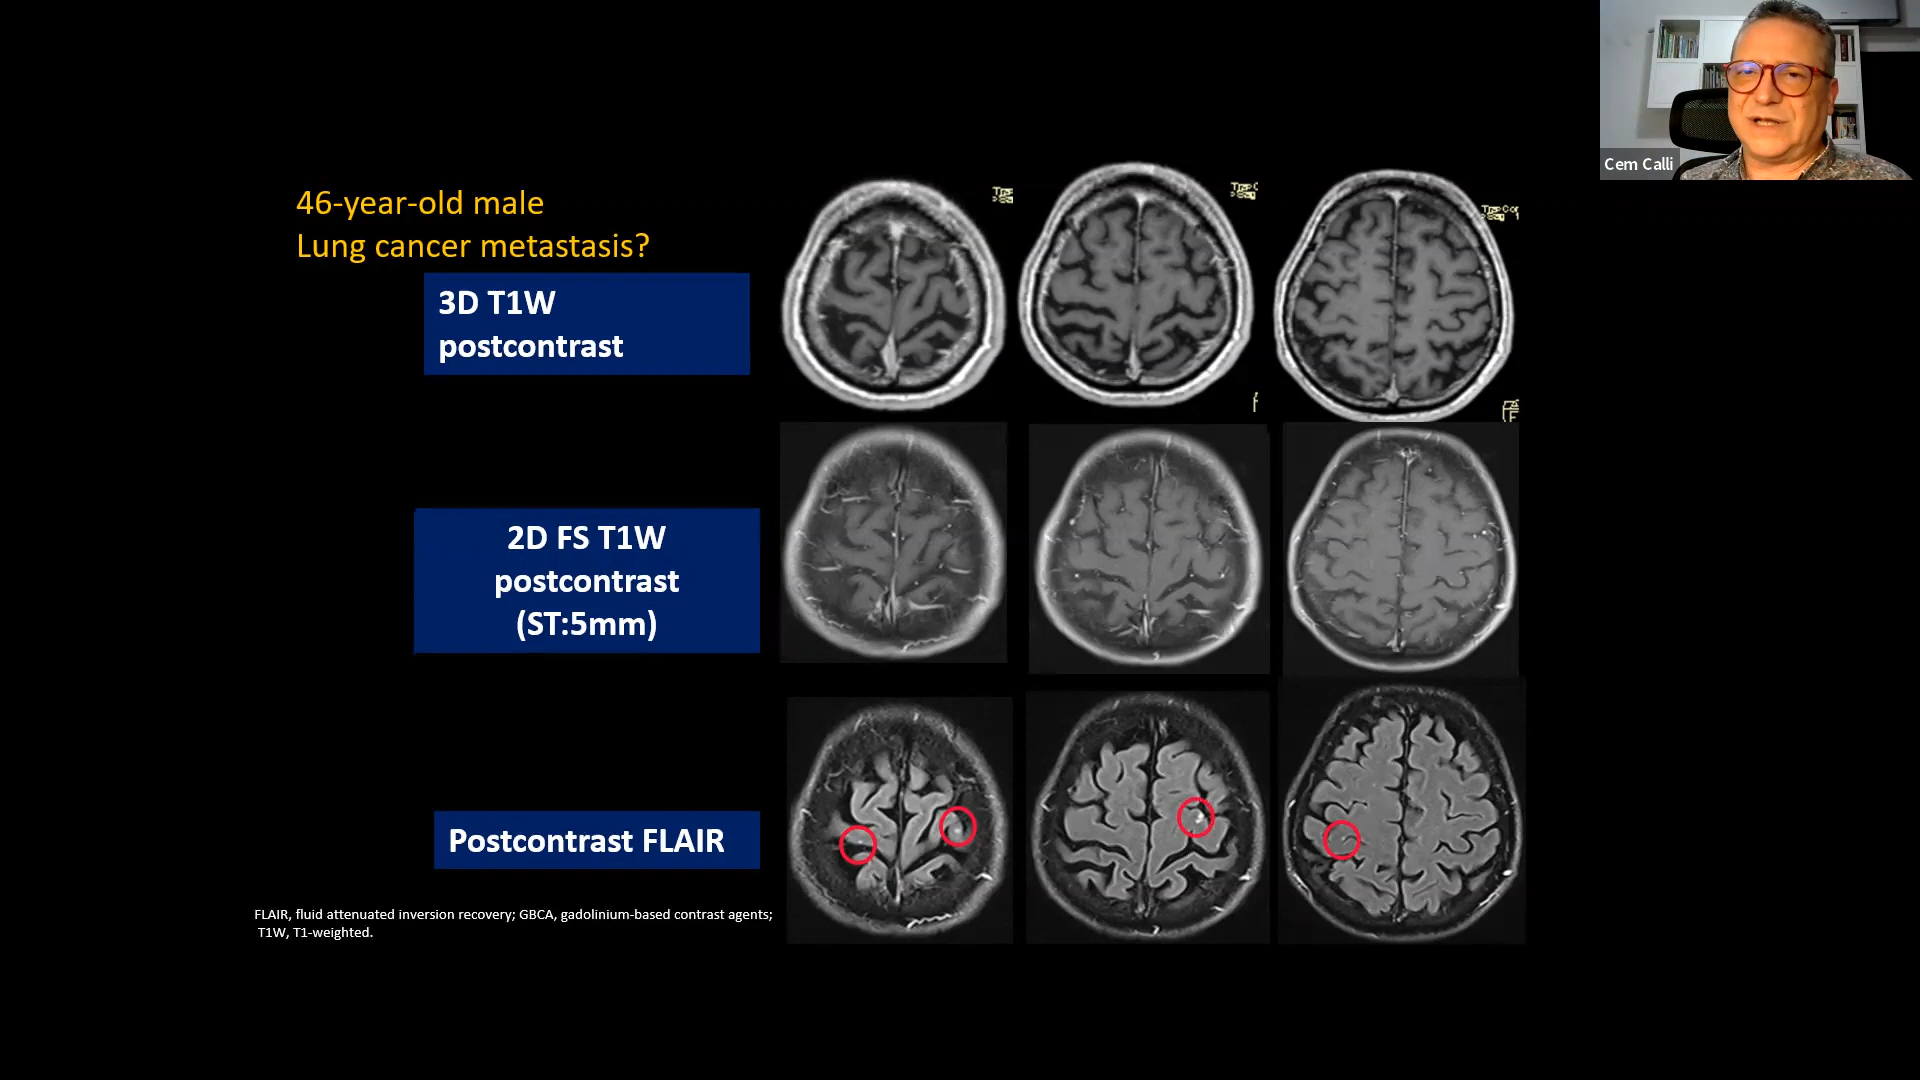 Cem Calli
46-year-old male
Lung cancer metastasis?
3D T1W
postcontrast
2D FS T1W
postcontrast
(ST:5mm)
Postcontrast FLAIR
FLAIR, fluid attenuated inversion recovery; GBCA, gadolinium-based contrast agents;
T1W, T1-weighted.